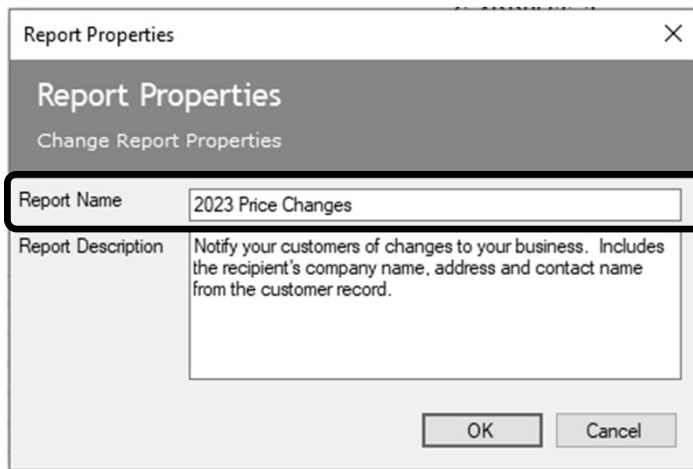 Report Properties
Report Properties
Change Report Properties
Report Name
2023 Price Changes
Report Description
Notify your customers of changes to your business. Includes
the recipient's company name, address and contact name
from the customer record.
OK
Cancel